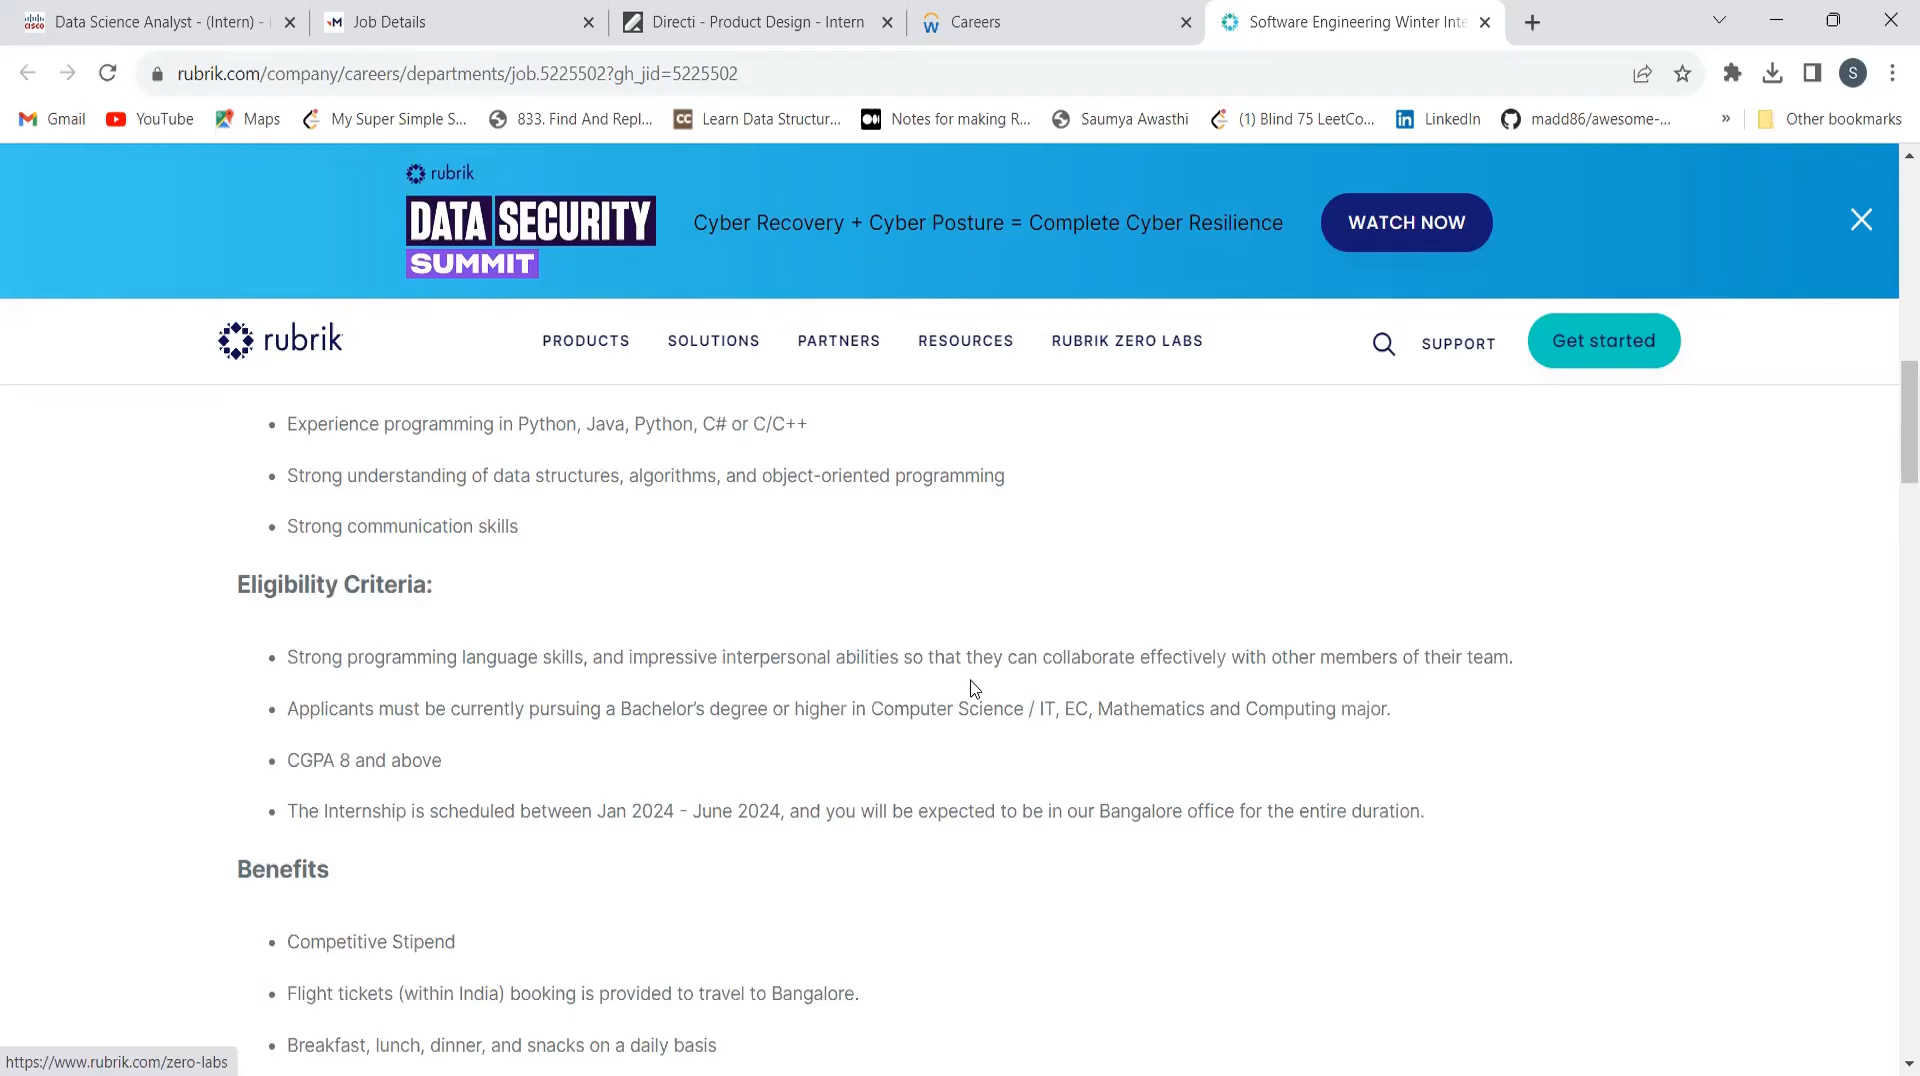 Data Science Analyst - (Intern) -
Job Details
Directi - Product Design - Intern
Careers
Software Engineering Winter Inte
rubrik.com/company/careers/departments/job.5225502?gh_jid=5225502
S
Gmail
YouTube
Maps
My Super Simple S...
833. Find And Repl...
CC
Learn Data Structur...
Notes for making R...
Saumya Awasthi
(1) Blind 75 LeetCo...
LinkedIn
madd86/awesome-...
»
Other bookmarks
rubrik
DATA SECURITY
SUMMIT
Cyber Recovery + Cyber Posture = Complete Cyber Resilience
WATCH NOW
rubrik
PRODUCTS
SOLUTIONS
PARTNERS
RESOURCES
RUBRIK ZERO LABS
SUPPORT
Get started
• Experience programming in Python, Java, Python, C# or C/C++
• Strong understanding of data structures, algorithms, and object-oriented programming
• Strong communication skills
Eligibility Criteria:
• Strong programming language skills, and impressive interpersonal abilities so that they can collaborate effectively with other members of their team.
• Applicants must be currently pursuing a Bachelor's degree or higher in Computer Science / IT, EC, Mathematics and Computing major.
• CGPA 8 and above
• The Internship is scheduled between Jan 2024 - June 2024, and you will be expected to be in our Bangalore office for the entire duration.
Benefits
• Competitive Stipend
• Flight tickets (within India) booking is provided to travel to Bangalore.
• Breakfast, lunch, dinner, and snacks on a daily basis
https://www.rubrik.com/zero-labs